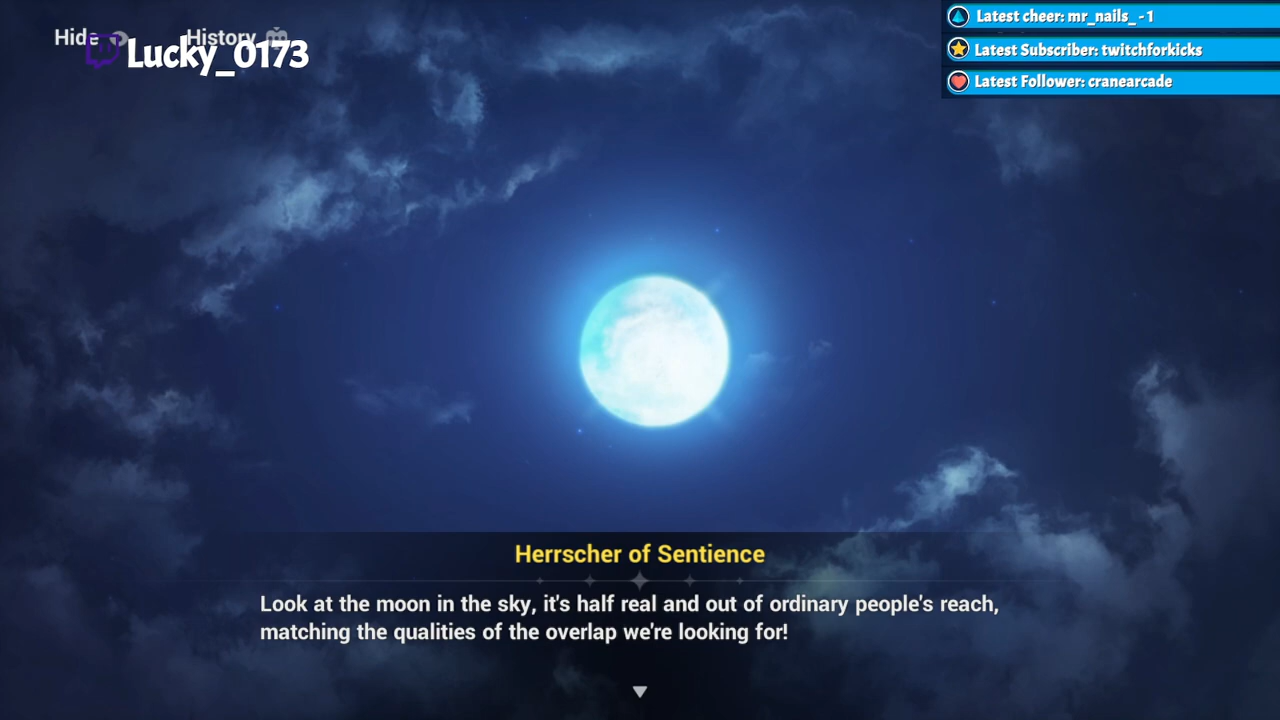 Hide
History
Lucky_0173
Latest cheer: mr_nails_ - 1
Latest Subscriber: twitchforkicks
Latest Follower: cranearcade
Herrscher of Sentience
Look at the moon in the sky, it's half real and out of ordinary people's reach,
matching the qualities of the overlap we're looking for!